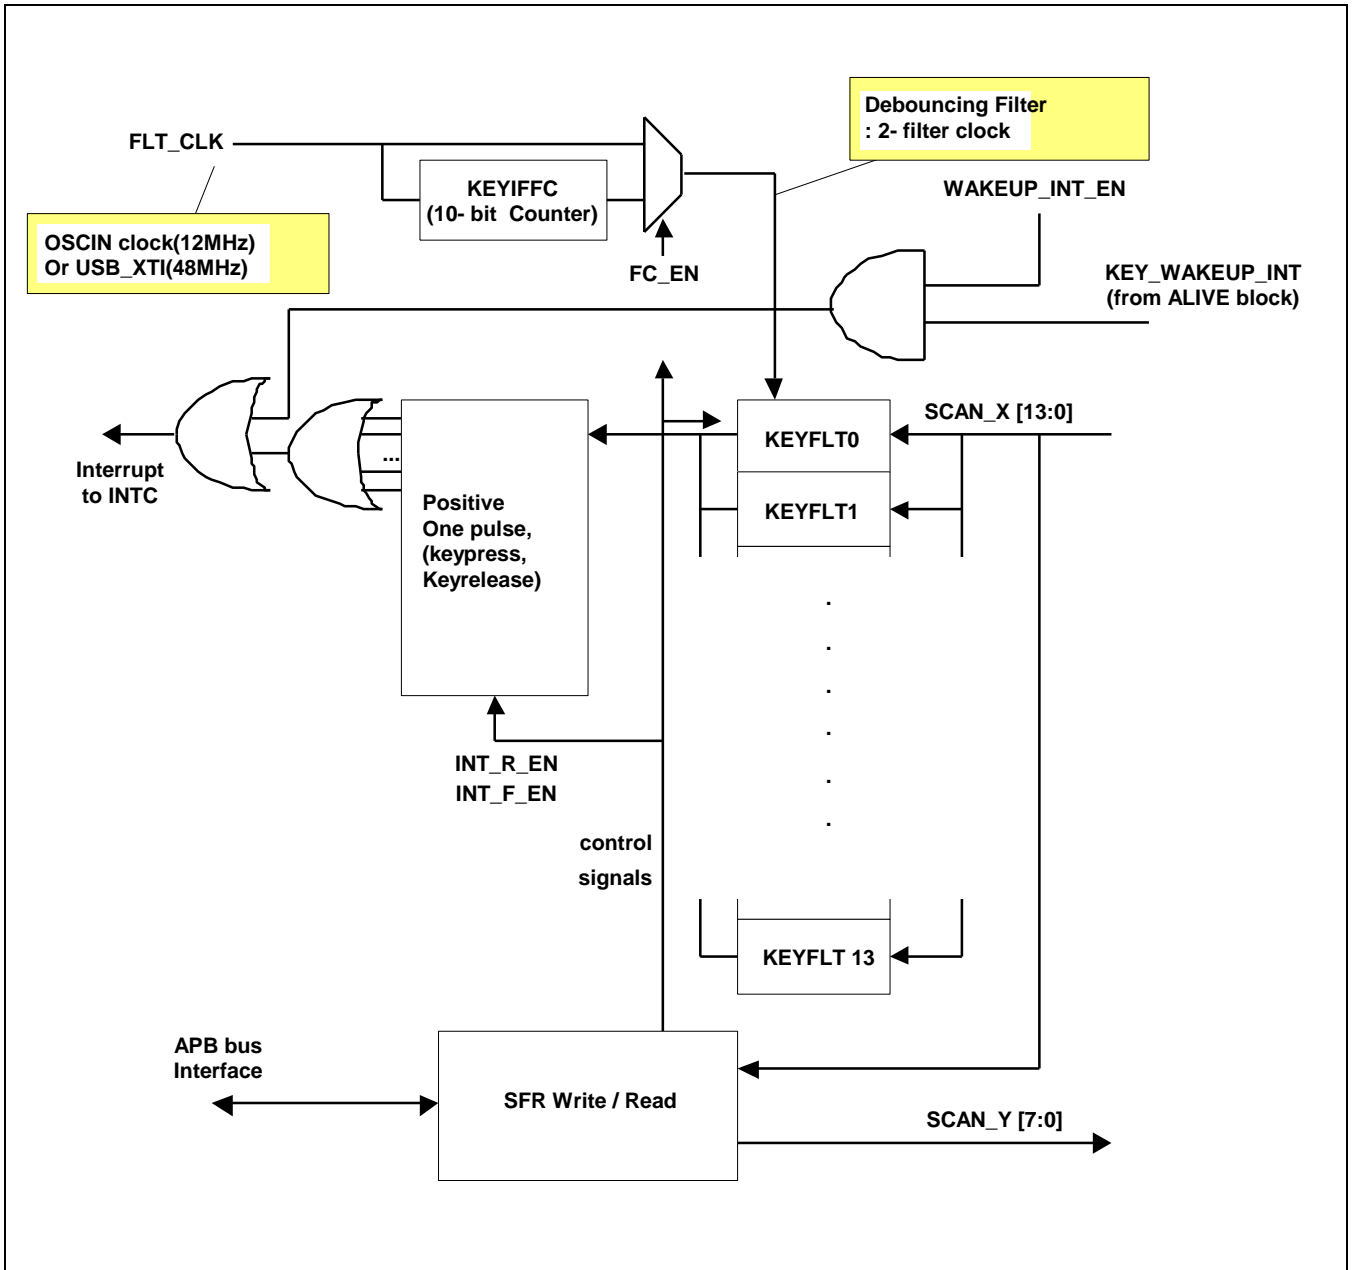 Debouncing Filter
: 2- filter clock
FLT_CLK
KEYIFFC
(10- bit Counter)
WAKEUP_INT_EN
OSCIN clock(12MHz)
Or USB_XTI(48MHz)
FC_EN
KEY_WAKEUP_INT
(from ALIVE block)
SCAN_X [13:0]
KEYFLT0
...
Interrupt
to INTC
Positive
One pulse,
(keypress,
Keyrelease)
KEYFLT1
.
.
.
.
.
.
INT_R_EN
INT_F_EN
control
signals
KEYFLT 13
APB bus
Interface
SFR Write / Read
SCAN_Y [7:0]